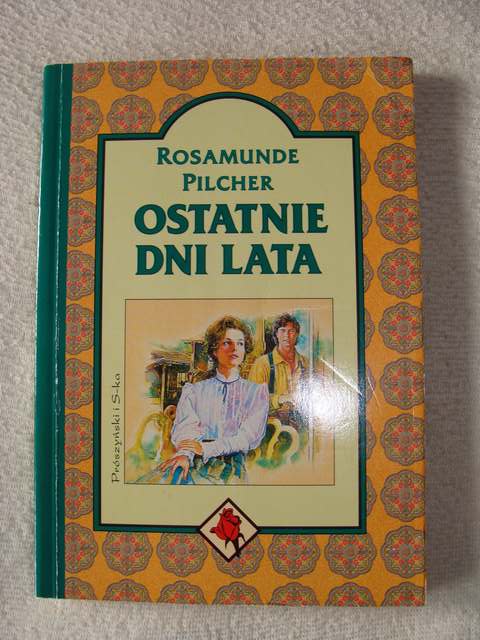 ROSAMUNDE
PILCHER
OSTATNIE
DNI LATA
Prószyński i S-ka